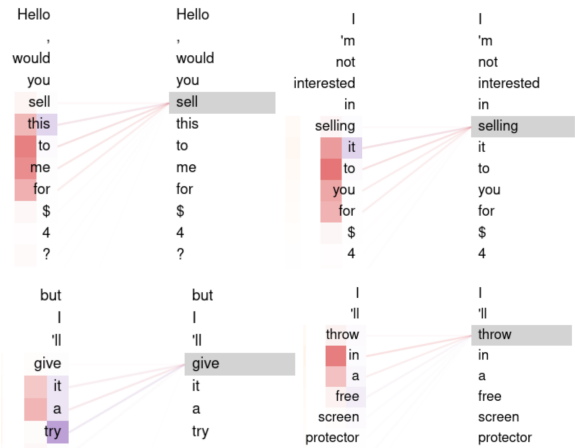 Hello Hello
, ,
would would
you you
sell sell
this this
to to
me me
for for
$ $
4 4
? ?
I I
'm 'm
not not
interested interested
in in
selling selling
it it
to to
you you
for for
$ $
4 4
but but
I I
'll 'll
give give
it it
a a
try try
I I
'll 'll
throw throw
in in
a a
free free
screen screen
protector protector